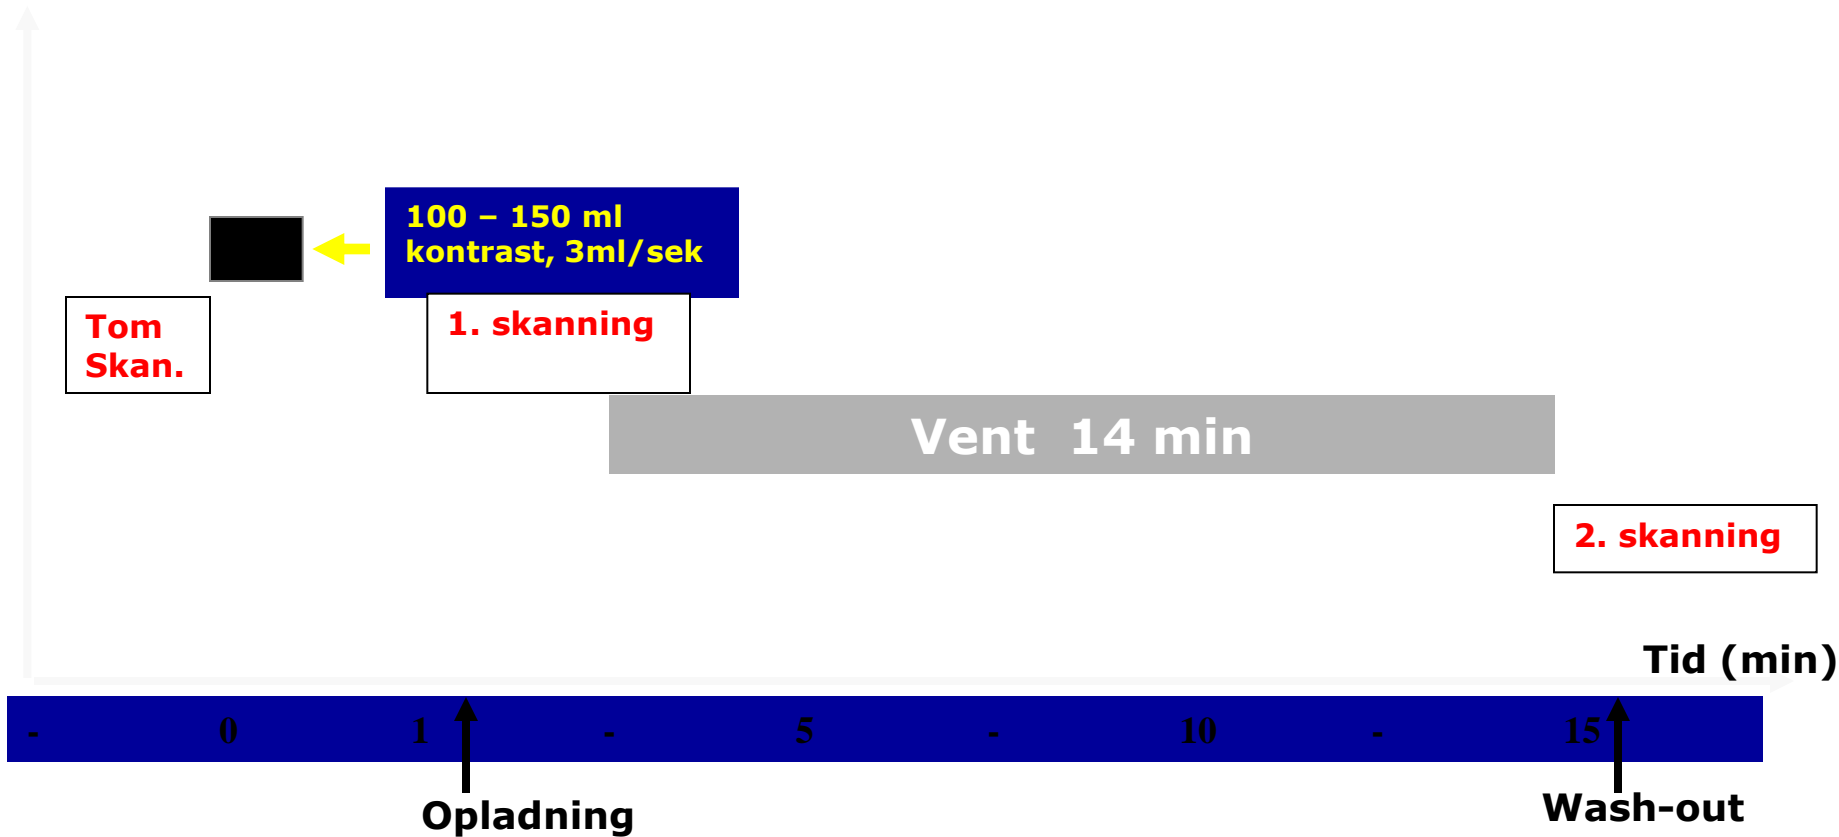 100 – 150 ml
kontrast, 3ml/sek
Tom
Skan.
1. skanning
Vent 14 min
2. skanning
Tid (min)
- 0 1 - 5 - 10 - 15
Opladning
Wash-out